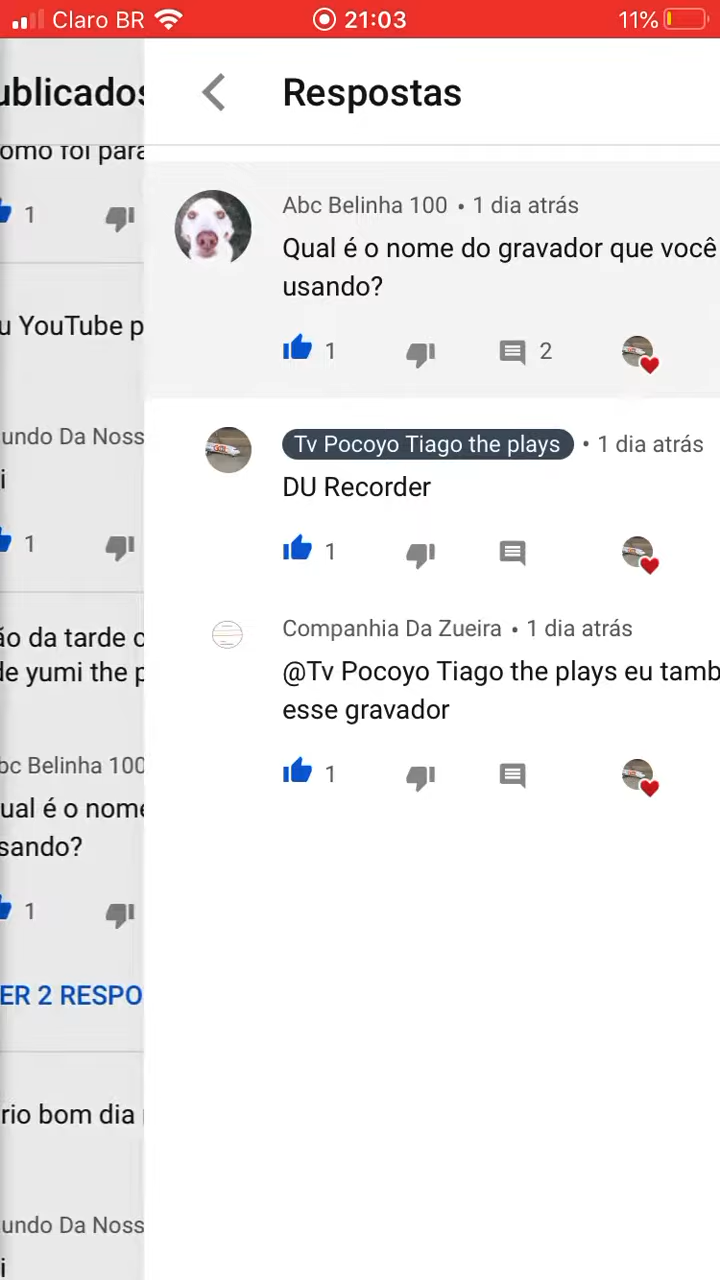 Claro BR
21:03
11%
ublicados
omo foi para
1
u YouTube p
undo Da Noss
i
1
ão da tarde c
de yumi the p
bc Belinha 100
ual é o nome
sando?
1
ER 2 RESPO
rio bom dia
undo Da Noss
i
Respostas
Abc Belinha 100 • 1 dia atrás
Qual é o nome do gravador que você
usando?
1
2
Tv Pocoyo Tiago the plays • 1 dia atrás
DU Recorder
1
Companhia Da Zueira • 1 dia atrás
@Tv Pocoyo Tiago the plays eu tamb
esse gravador
1